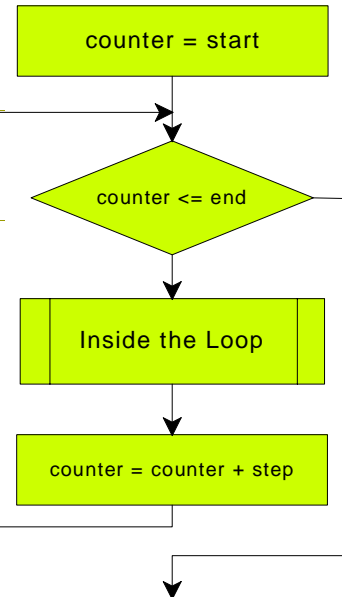 counter = start
counter <= end
Inside the Loop
counter = counter + step